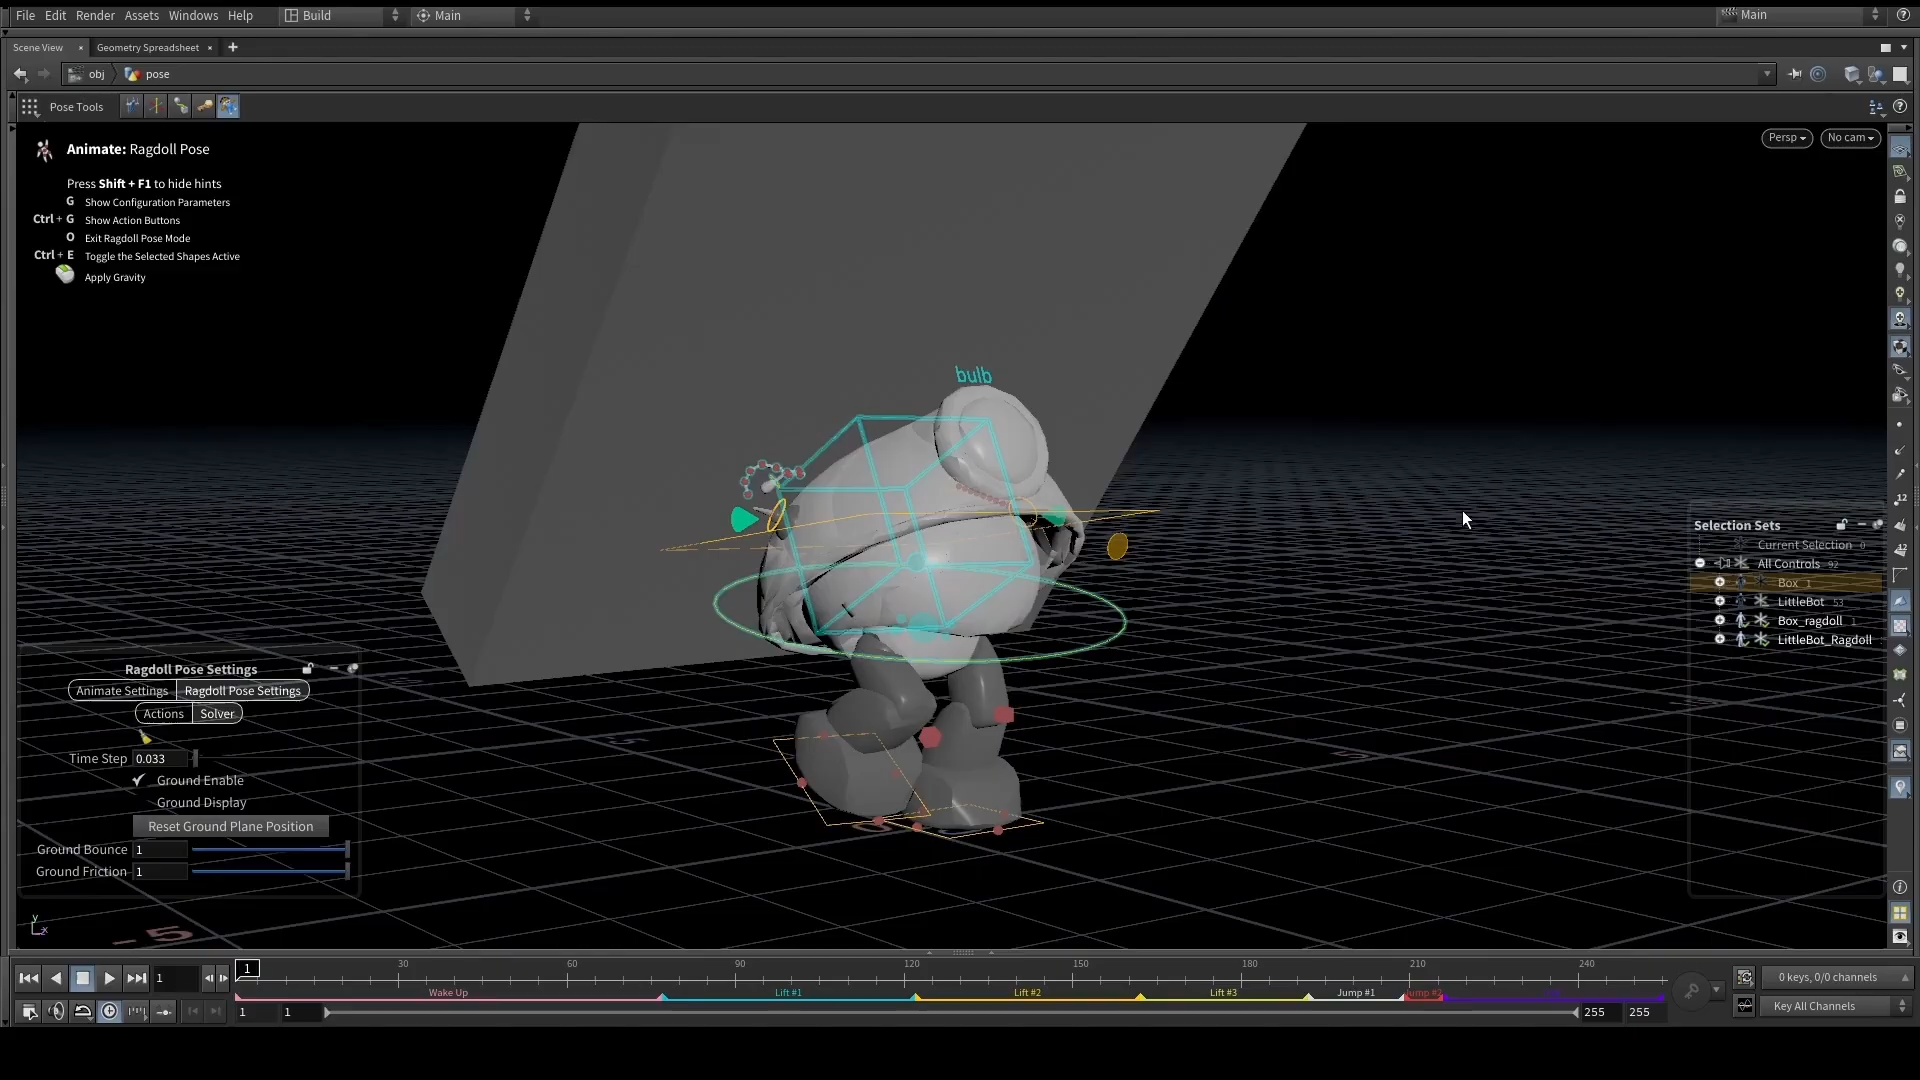 File Edit Render Assets Windows Help Build Main Main
Scene View Geometry Spreadsheet
obj pose
Pose Tools
Animate: Ragdoll Pose
Persp No cam
Press Shift + F1 to hide hints
G Show Configuration Parameters
Ctrl + G Show Action Buttons
O Exit Ragdoll Pose Mode
Ctrl + E Toggle the Selected Shapes Active
Apply Gravity
bulb
12
12
Selection Sets
Current Selection 0
All Controls 92
Box 1
LittleBot 53
Box_ragdoll 1
LittleBot_Ragdoll
Ragdoll Pose Settings
Animate Settings Ragdoll Pose Settings
Actions Solver
Time Step 0.033
Ground Enable
Ground Display
Reset Ground Plane Position
Ground Bounce 1
Ground Friction 1
y
x
-5
1 1 30 60 90 120 150 180 210 240
0 keys, 0/0 channels
Wake Up Lift #1 Lift #2 Lift #3 Jump #1 Jump #2
1 1 255 255
Key All Channels